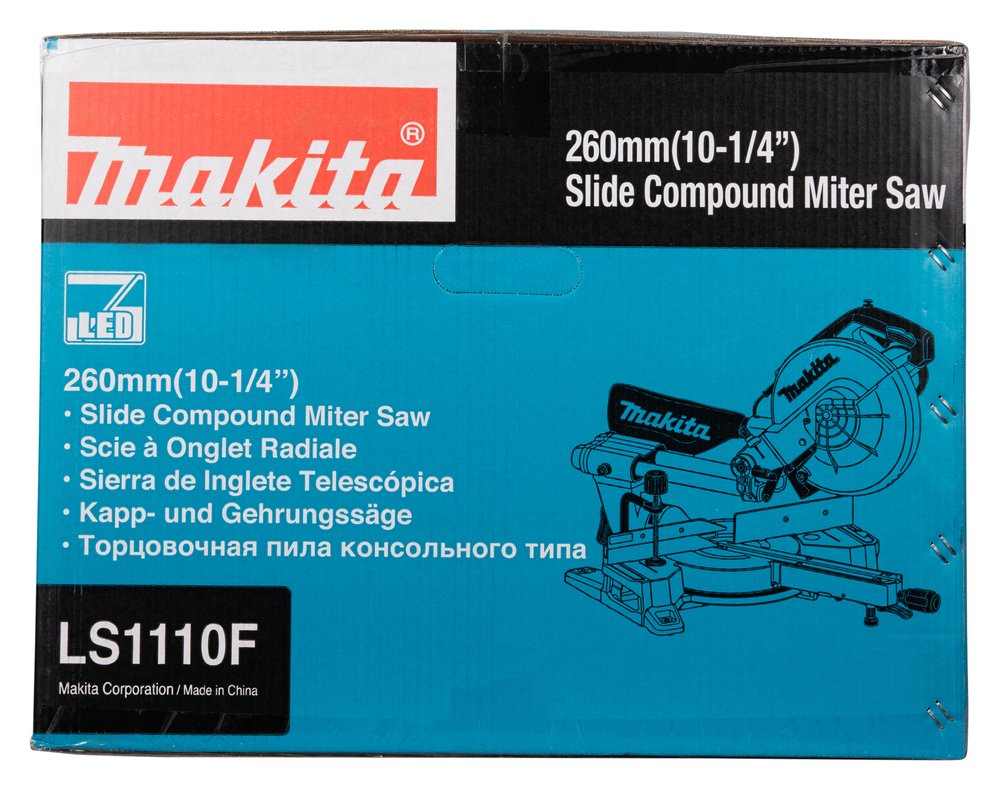 Makita®
260mm(10-1/4”)
Slide Compound Miter Saw
LED
260mm(10-1/4”)
• Slide Compound Miter Saw
• Scie à Onglet Radiale
• Sierra de Inglete Telescópica
• Kapp- und Gehrungssäge
• Торцовочная пила консольного типа
Makita
Makita
LS1110F
Makita Corporation / Made in China